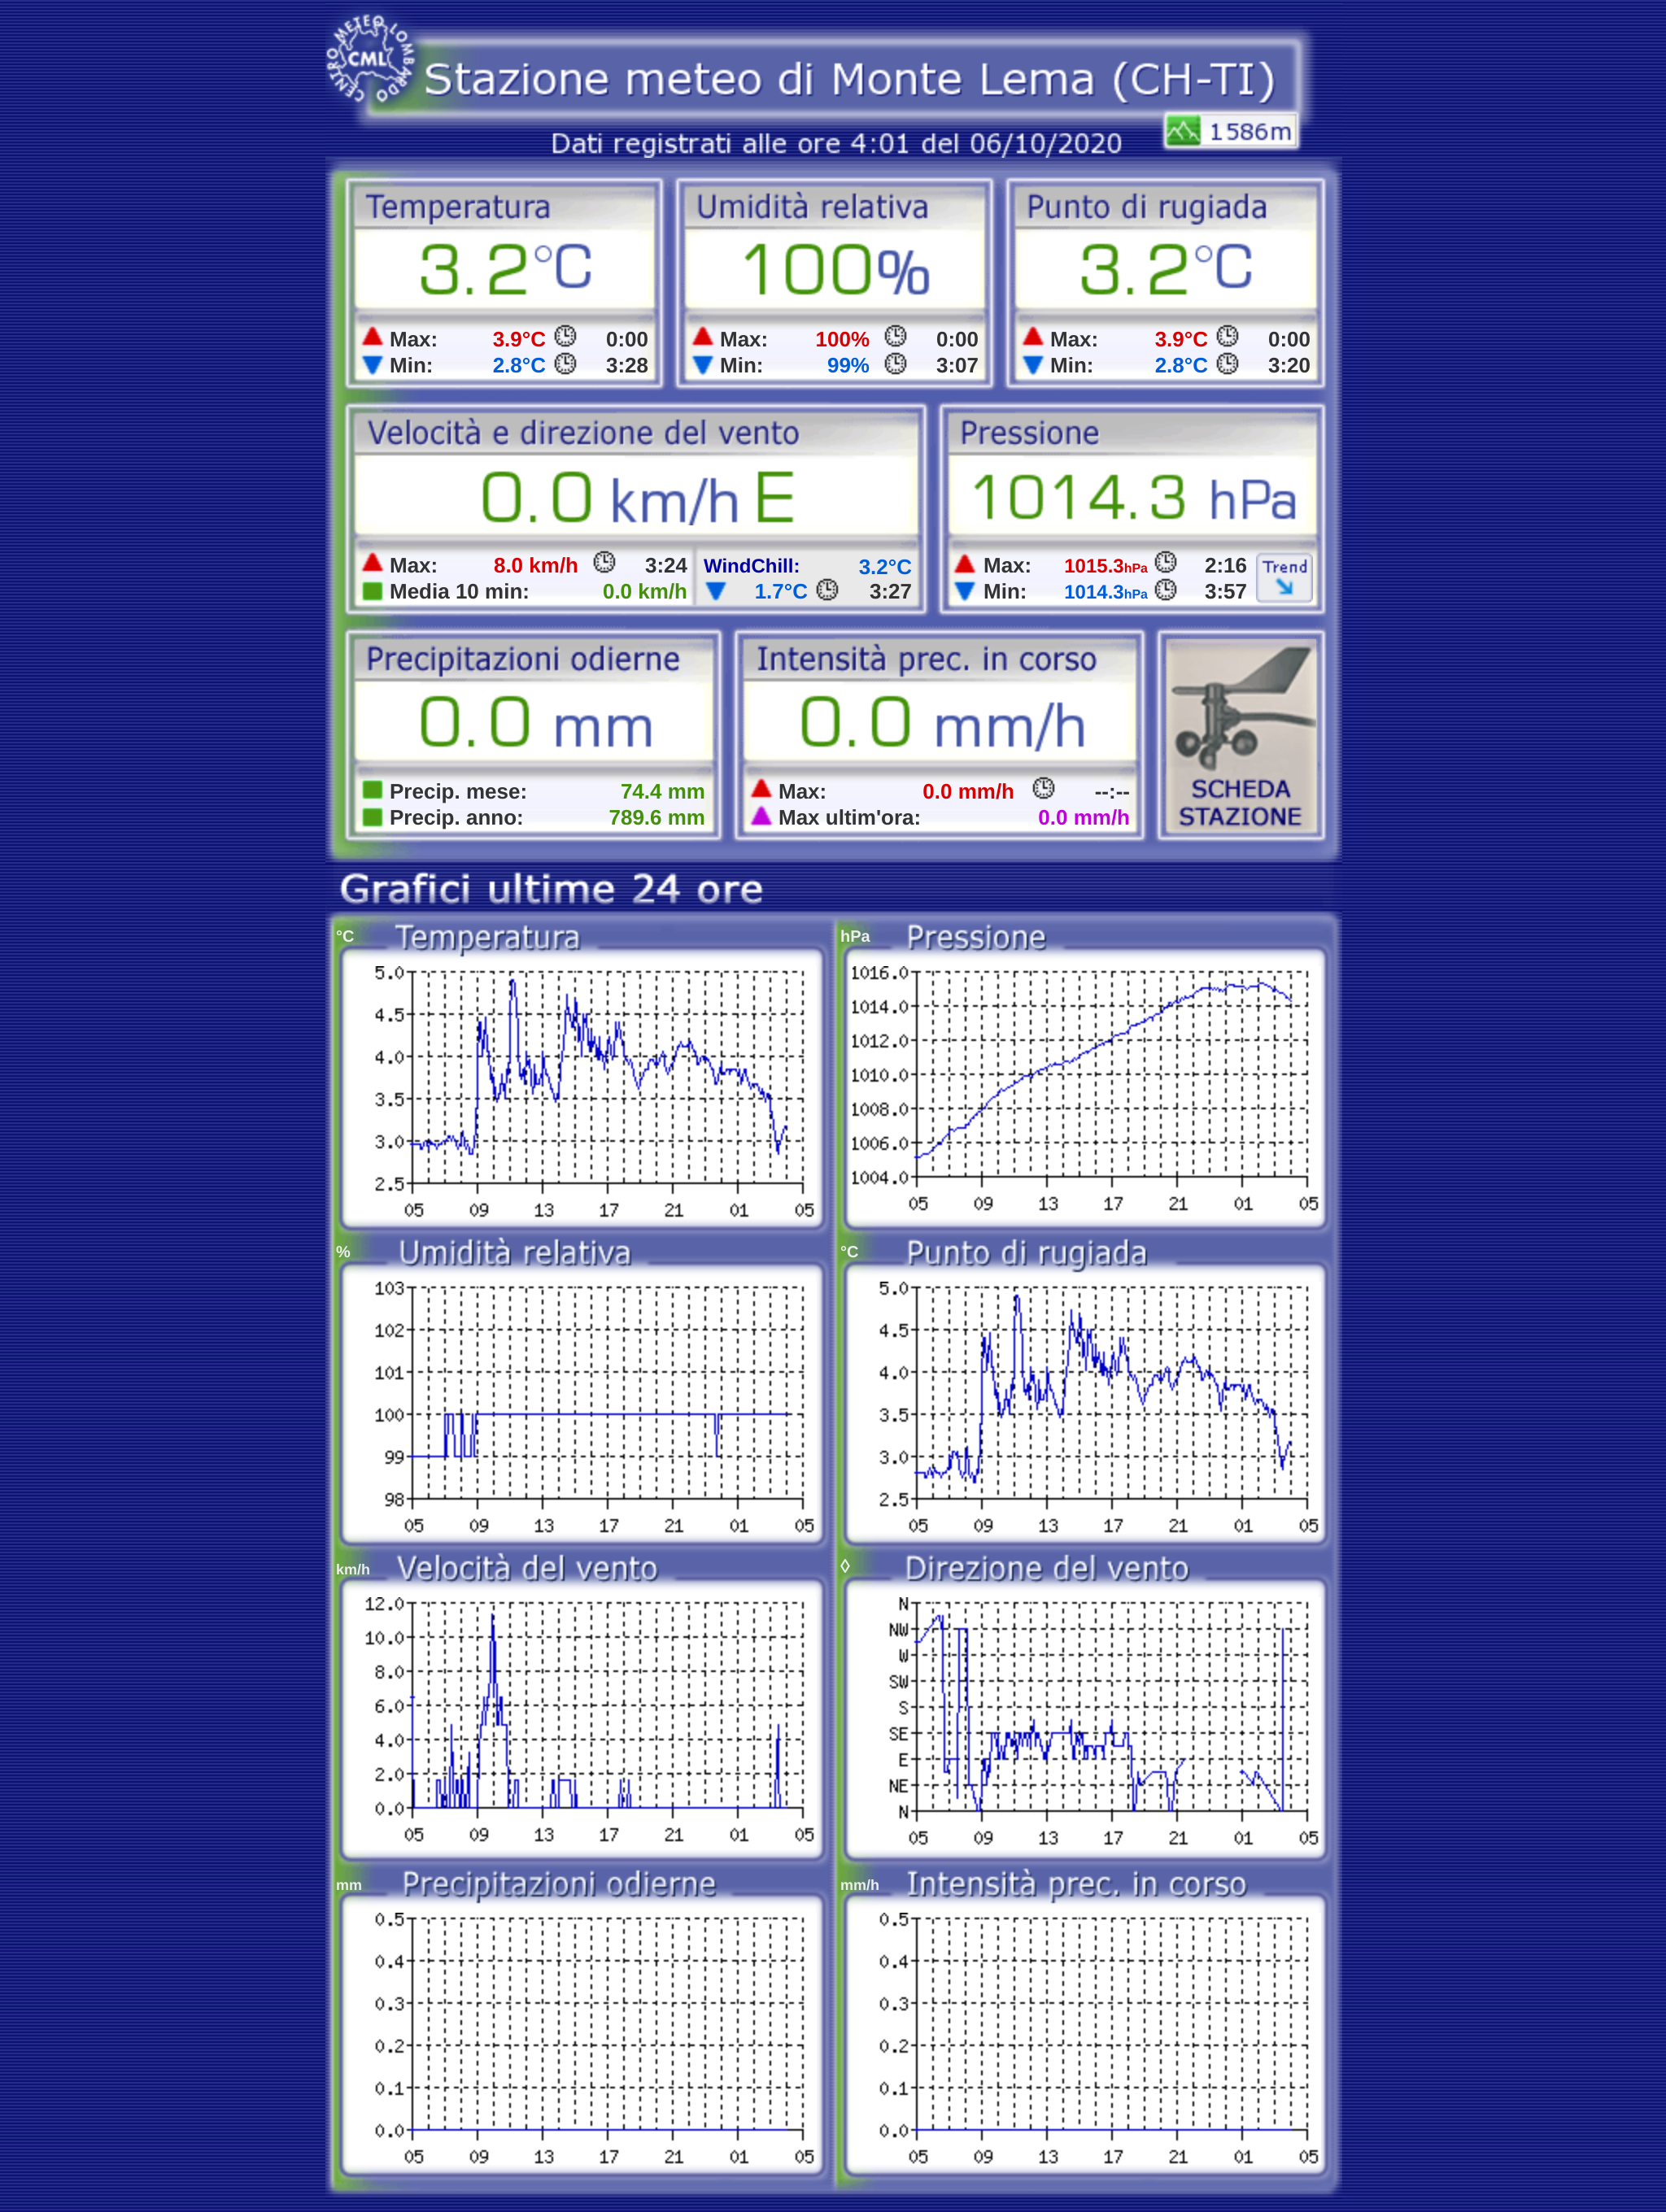 CENTRO METEO LOMBARDO
CML
Stazione meteo di Monte Lema (CH-TI)
1586m
Dati registrati alle ore 4:01 del 06/10/2020
Temperatura
3.2°C
Max: 3.9°C 0:00
Min: 2.8°C 3:28
Umidità relativa
100%
Max: 100% 0:00
Min: 99% 3:07
Punto di rugiada
3.2°C
Max: 3.9°C 0:00
Min: 2.8°C 3:20
Velocità e direzione del vento
0.0 km/h E
Max: 8.0 km/h 3:24
Media 10 min: 0.0 km/h
WindChill: 3.2°C
1.7°C 3:27
Pressione
1014.3 hPa
Max: 1015.3hPa 2:16
Min: 1014.3hPa 3:57
Trend
Precipitazioni odierne
0.0 mm
Precip. mese: 74.4 mm
Precip. anno: 789.6 mm
Intensità prec. in corso
0.0 mm/h
Max: 0.0 mm/h --:--
Max ultim'ora: 0.0 mm/h
SCHEDA
STAZIONE
Grafici ultime 24 ore
°C Temperatura
5.0
4.5
4.0
3.5
3.0
2.5
05 09 13 17 21 01 05
hPa Pressione
1016.0
1014.0
1012.0
1010.0
1008.0
1006.0
1004.0
05 09 13 17 21 01 05
% Umidità relativa
103
102
101
100
99
98
05 09 13 17 21 01 05
°C Punto di rugiada
5.0
4.5
4.0
3.5
3.0
2.5
05 09 13 17 21 01 05
km/h Velocità del vento
12.0
10.0
8.0
6.0
4.0
2.0
0.0
05 09 13 17 21 01 05
◊ Direzione del vento
N
NW
W
SW
S
SE
E
NE
N
05 09 13 17 21 01 05
mm Precipitazioni odierne
0.5
0.4
0.3
0.2
0.1
0.0
05 09 13 17 21 01 05
mm/h Intensità prec. in corso
0.5
0.4
0.3
0.2
0.1
0.0
05 09 13 17 21 01 05